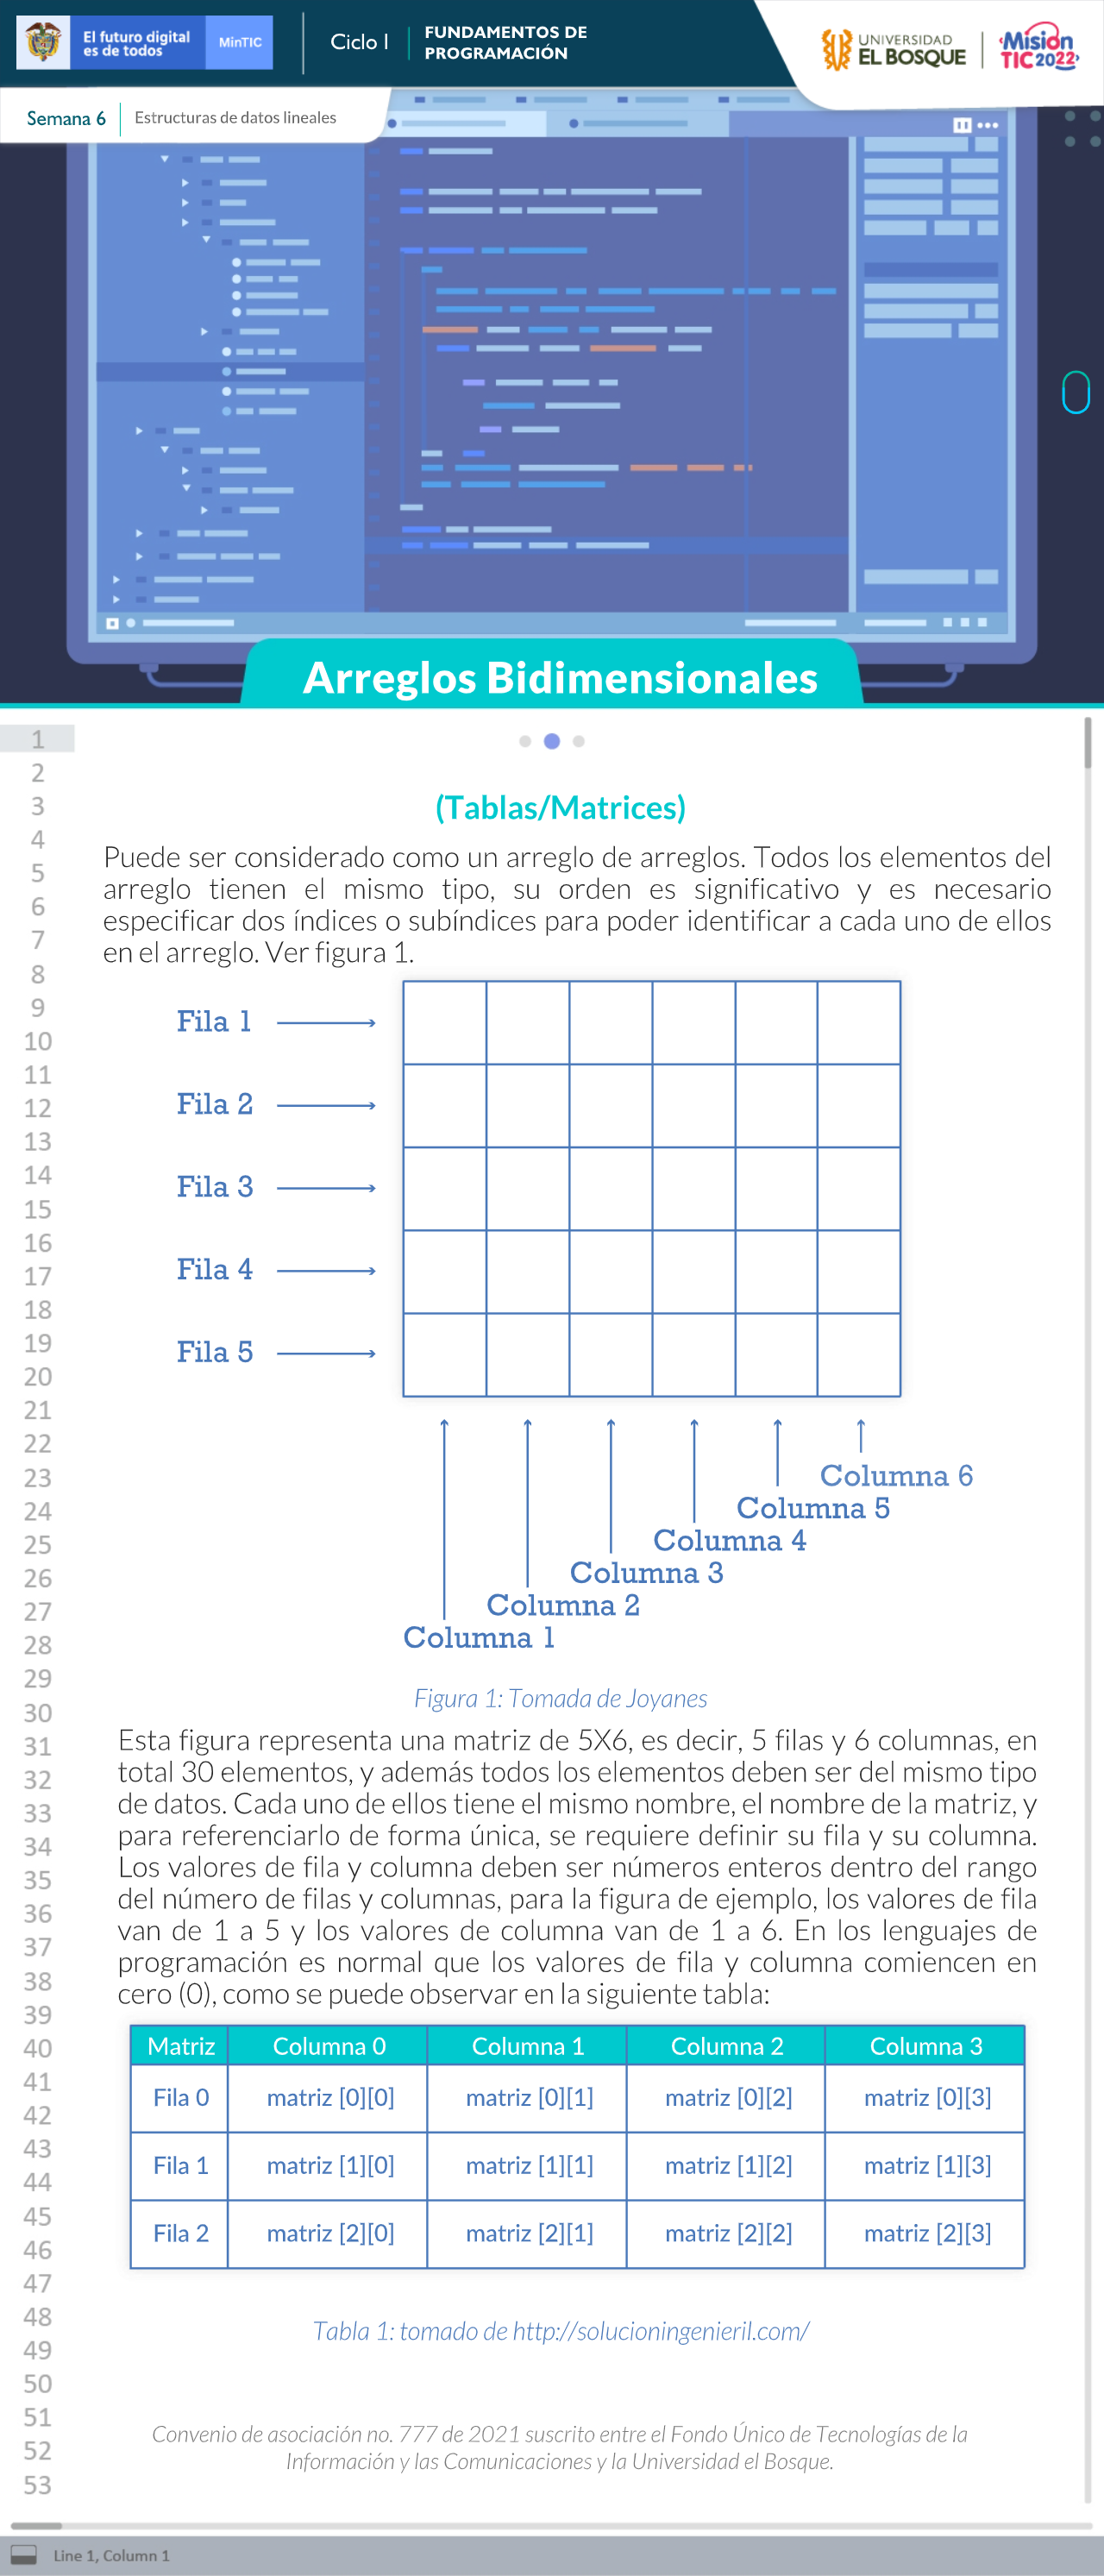 El futuro digital
es de todos
MinTIC
Ciclo I
FUNDAMENTOS DE
PROGRAMACIÓN
UNIVERSIDAD
EL BOSQUE
Misión
TIC2022
Semana 6
Estructuras de datos lineales
Arreglos Bidimensionales
(Tablas/Matrices)
Puede ser considerado como un arreglo de arreglos. Todos los elementos del
arreglo tienen el mismo tipo, su orden es significativo y es necesario
especificar dos índices o subíndices para poder identificar a cada uno de ellos
en el arreglo. Ver figura 1.
Fila 1
Fila 2
Fila 3
Fila 4
Fila 5
Columna 6
Columna 5
Columna 4
Columna 3
Columna 2
Columna 1
Figura 1: Tomada de Joyanes
Esta figura representa una matriz de 5X6, es decir, 5 filas y 6 columnas, en
total 30 elementos, y además todos los elementos deben ser del mismo tipo
de datos. Cada uno de ellos tiene el mismo nombre, el nombre de la matriz, y
para referenciarlo de forma única, se requiere definir su fila y su columna.
Los valores de fila y columna deben ser números enteros dentro del rango
del número de filas y columnas, para la figura de ejemplo, los valores de fila
van de 1 a 5 y los valores de columna van de 1 a 6. En los lenguajes de
programación es normal que los valores de fila y columna comiencen en
cero (0), como se puede observar en la siguiente tabla:
Matriz Columna 0 Columna 1 Columna 2 Columna 3
Fila 0 matriz [0][0] matriz [0][1] matriz [0][2] matriz [0][3]
Fila 1 matriz [1][0] matriz [1][1] matriz [1][2] matriz [1][3]
Fila 2 matriz [2][0] matriz [2][1] matriz [2][2] matriz [2][3]
Tabla 1: tomado de http://solucioningenieril.com/
Convenio de asociación no. 777 de 2021 suscrito entre el Fondo Único de Tecnologías de la
Información y las Comunicaciones y la Universidad el Bosque.
1
2
3
4
5
6
7
8
9
10
11
12
13
14
15
16
17
18
19
20
21
22
23
24
25
26
27
28
29
30
31
32
33
34
35
36
37
38
39
40
41
42
43
44
45
46
47
48
49
50
51
52
53
Line 1, Column 1